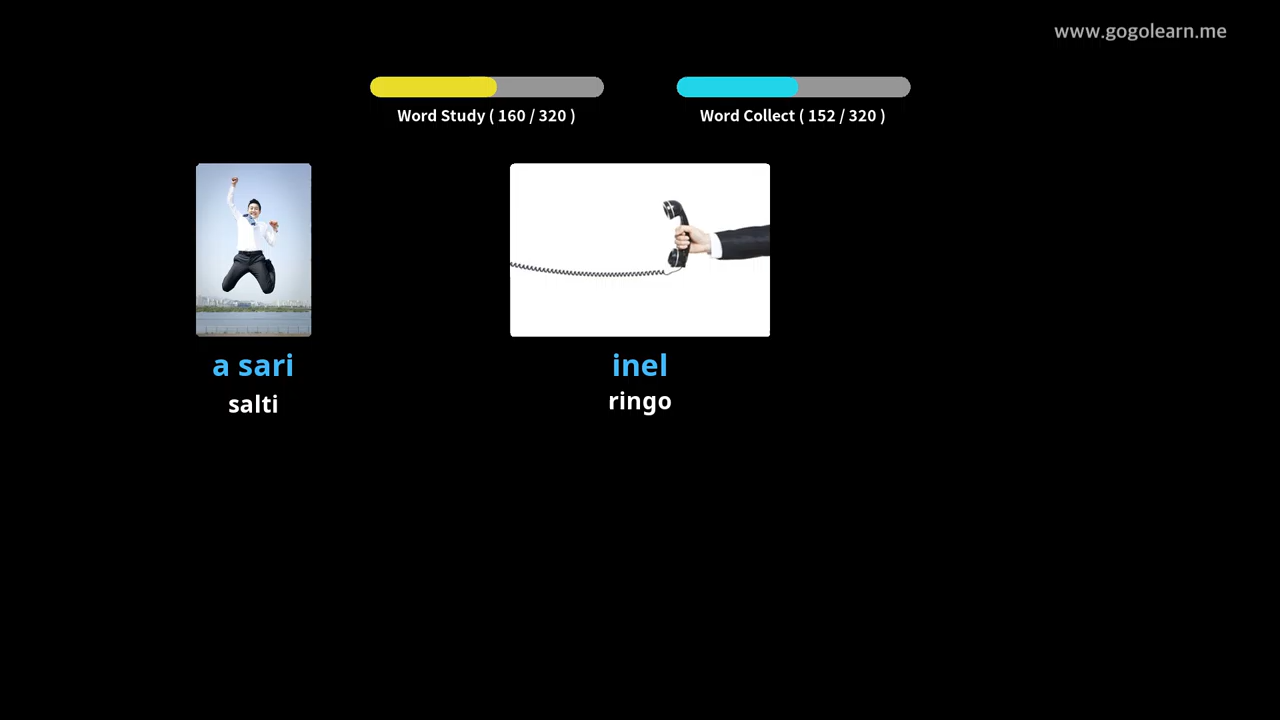 www.gogolearn.me
Word Study ( 160 / 320 )
Word Collect ( 152 / 320 )
a sari
salti
inel
ringo